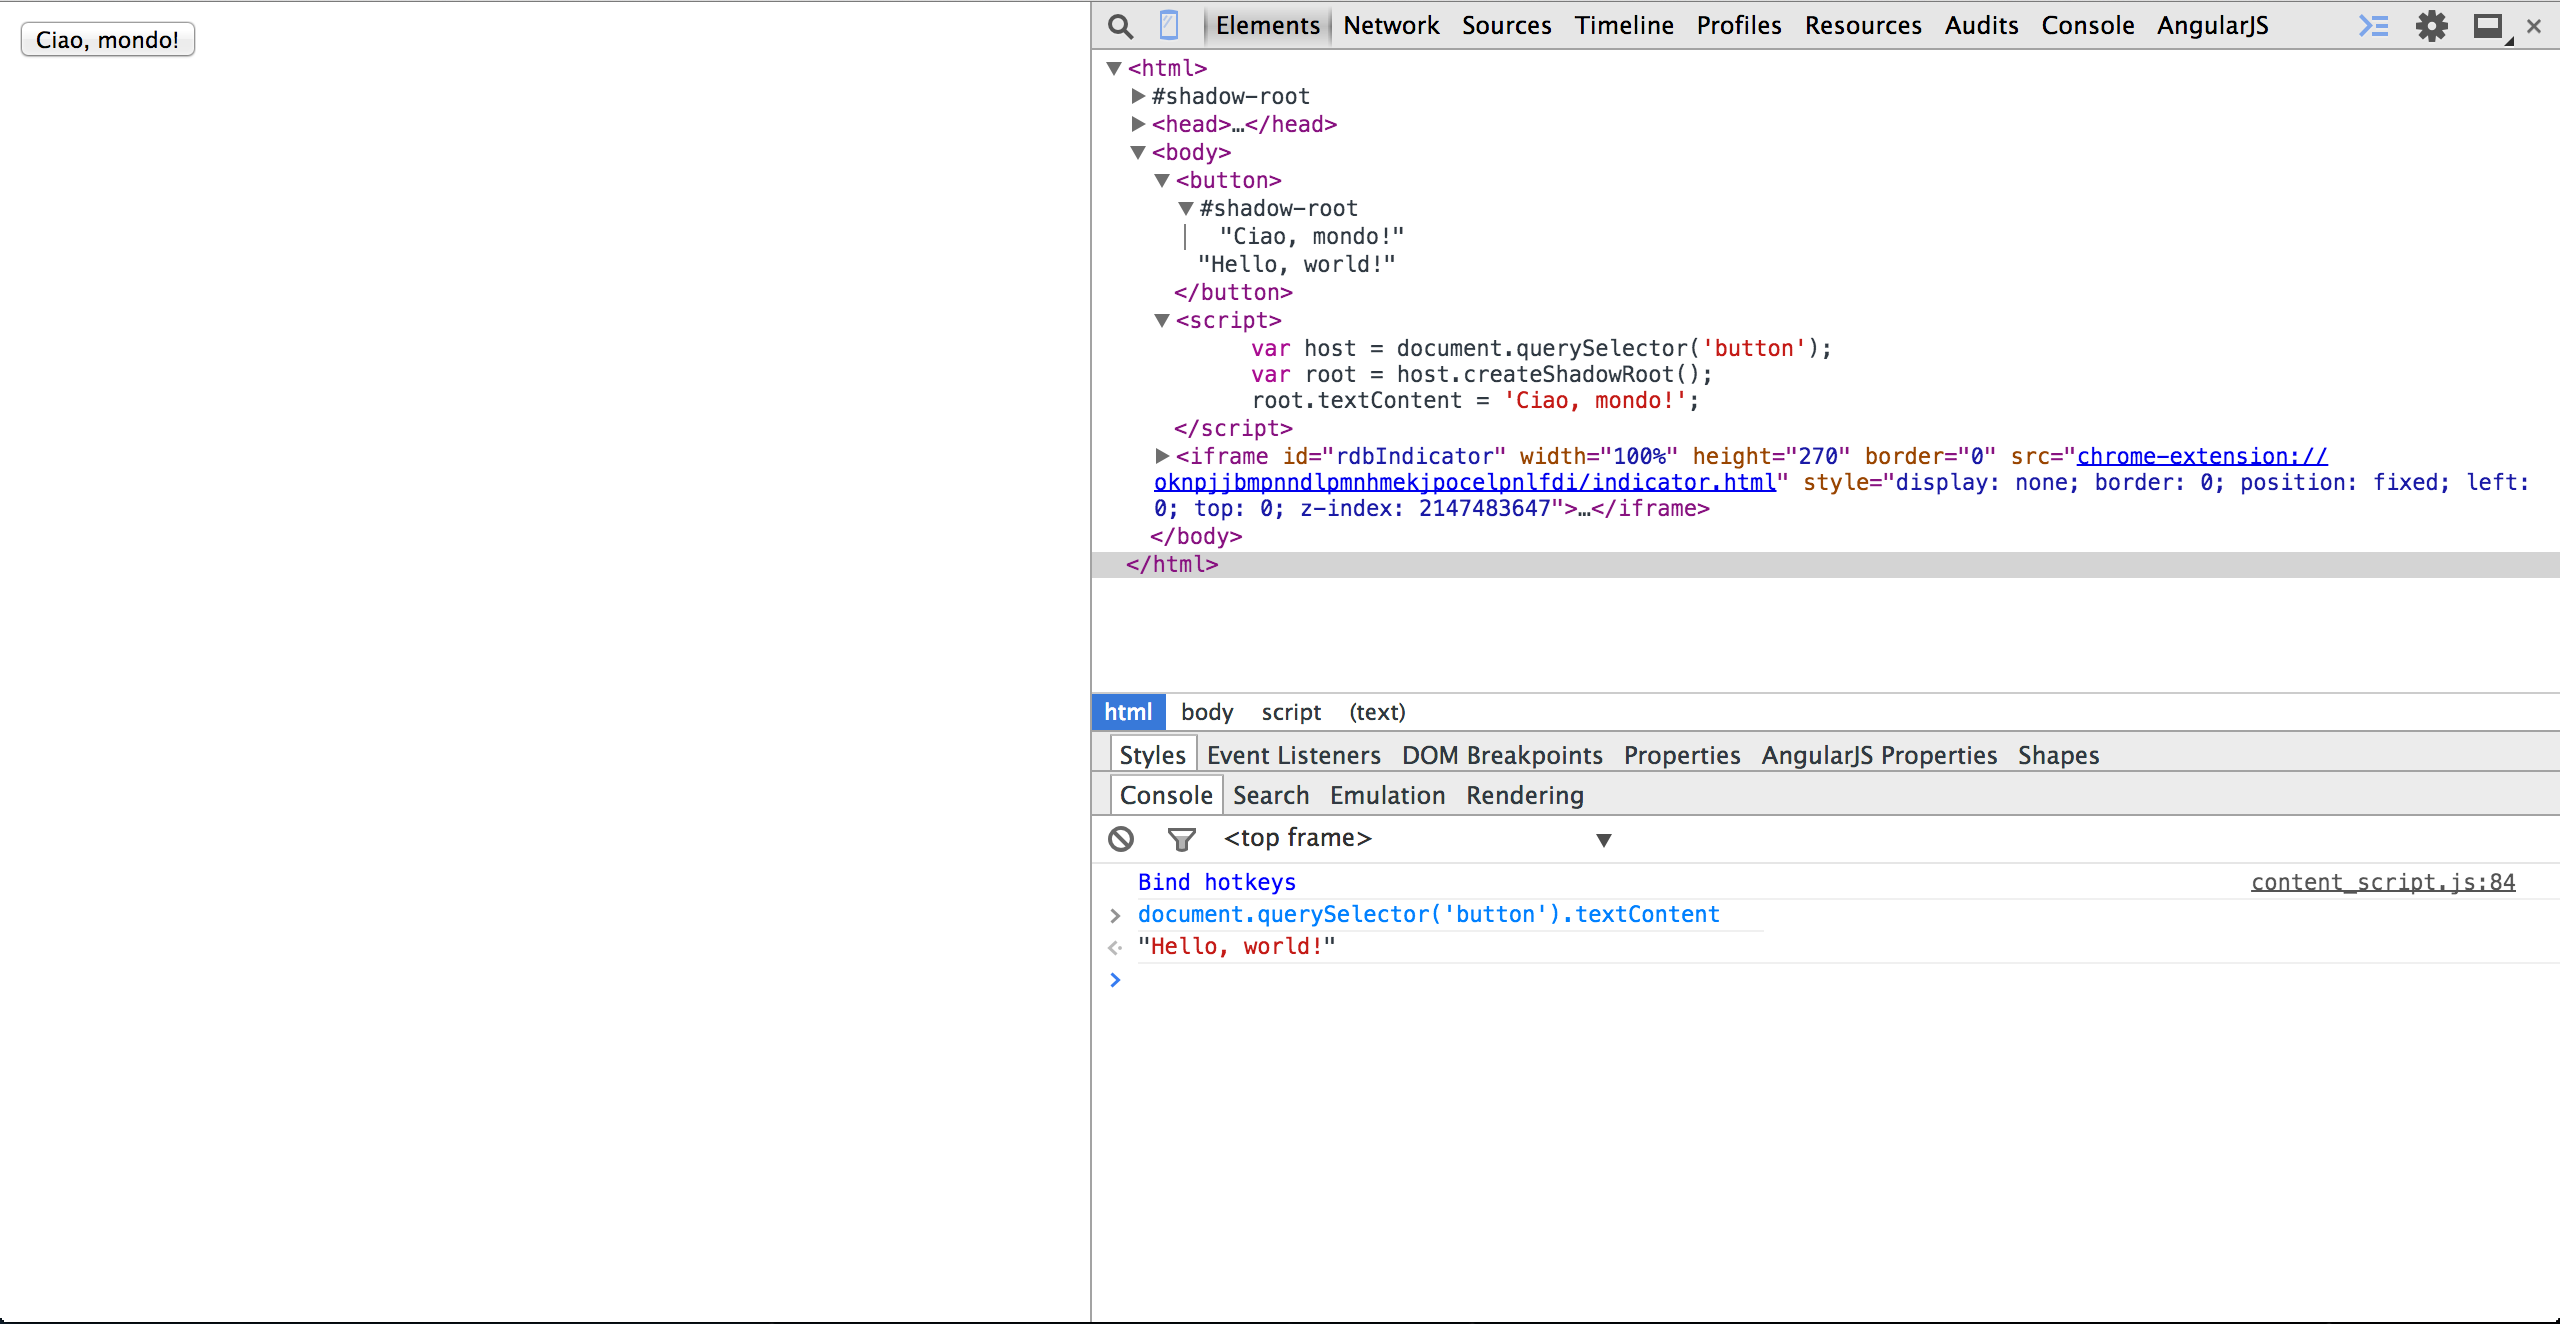 Ciao, mondo!
Elements Network Sources Timeline Profiles Resources Audits Console AngularJS
<html>
#shadow-root
<head>…</head>
<body>
<button>
#shadow-root
"Ciao, mondo!"
"Hello, world!"
</button>
<script>
var host = document.querySelector('button');
var root = host.createShadowRoot();
root.textContent = 'Ciao, mondo!';
</script>
<iframe id="rdbIndicator" width="100%" height="270" border="0" src="chrome-extension://
oknpjjbmpnndlpmnhmekjpocelpnlfdi/indicator.html" style="display: none; border: 0; position: fixed; left:
0; top: 0; z-index: 2147483647">…</iframe>
</body>
</html>
html body script (text)
Styles Event Listeners DOM Breakpoints Properties AngularJS Properties Shapes
Console Search Emulation Rendering
<top frame>
Bind hotkeys content_script.js:84
document.querySelector('button').textContent
"Hello, world!"